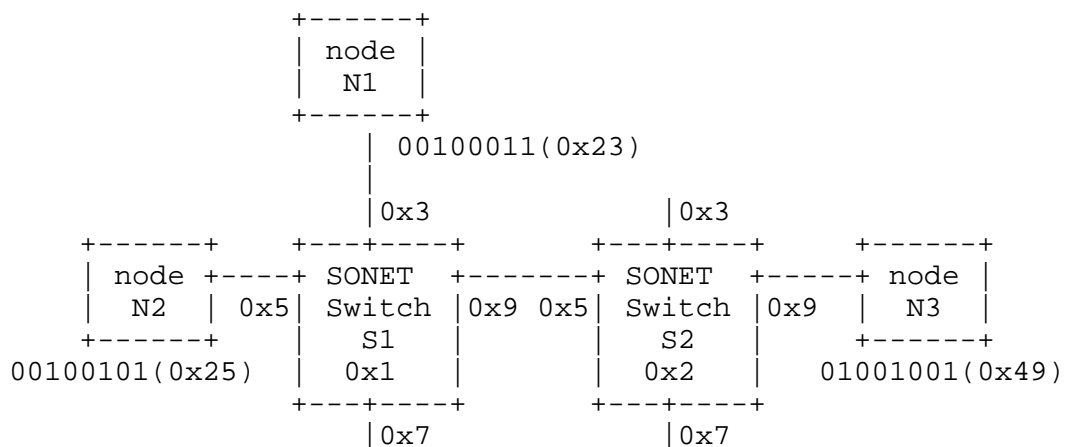 node
N1
00100011(0x23)
0x3 0x3
node SONET SONET node
N2 0x5 Switch 0x9 0x5 Switch 0x9 N3
S1 S2
00100101(0x25) 0x1 0x2 01001001(0x49)
0x7 0x7